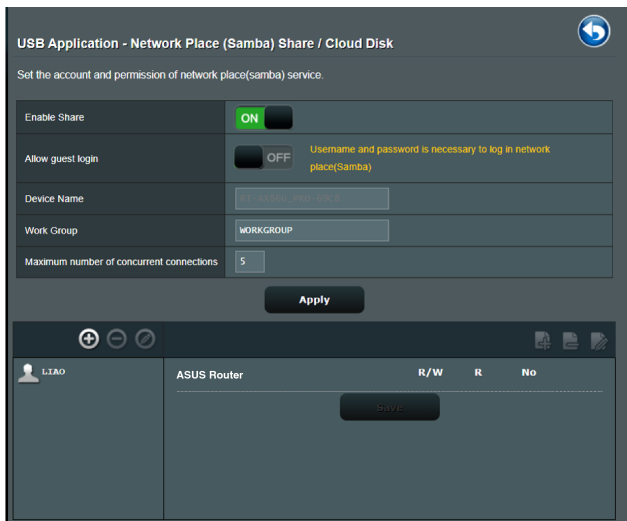 USB Application - Network Place (Samba) Share / Cloud Disk
Set the account and permission of network place(samba) service.
Enable Share
ON
Allow guest login
OFF
Username and password is necessary to log in network
place(Samba)
Device Name
Work Group
WORKGROUP
Maximum number of concurrent connections
5
Apply
LIAO
ASUS Router
R/W
R
No
Save